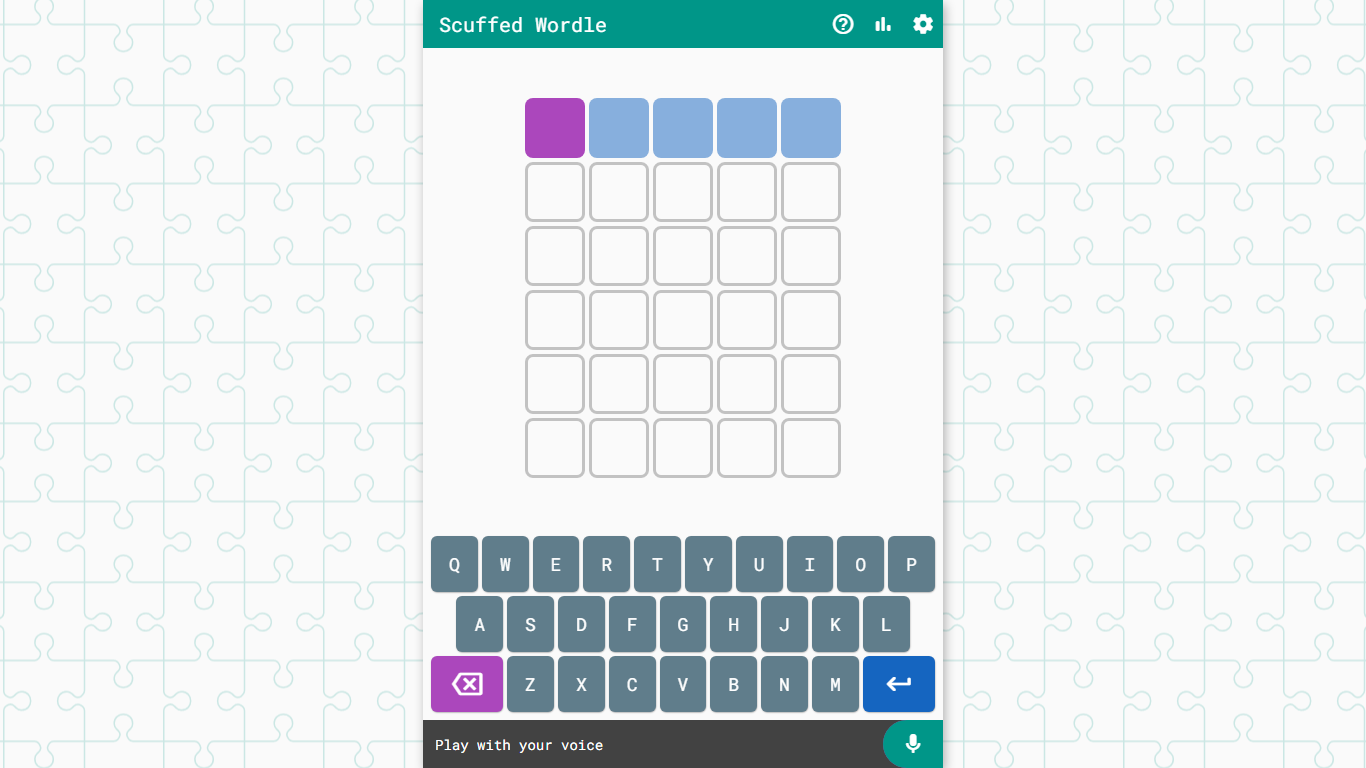 Scuffed Wordle
Q W E R T Y U I O P
A S D F G H J K L
Z X C V B N M
Play with your voice